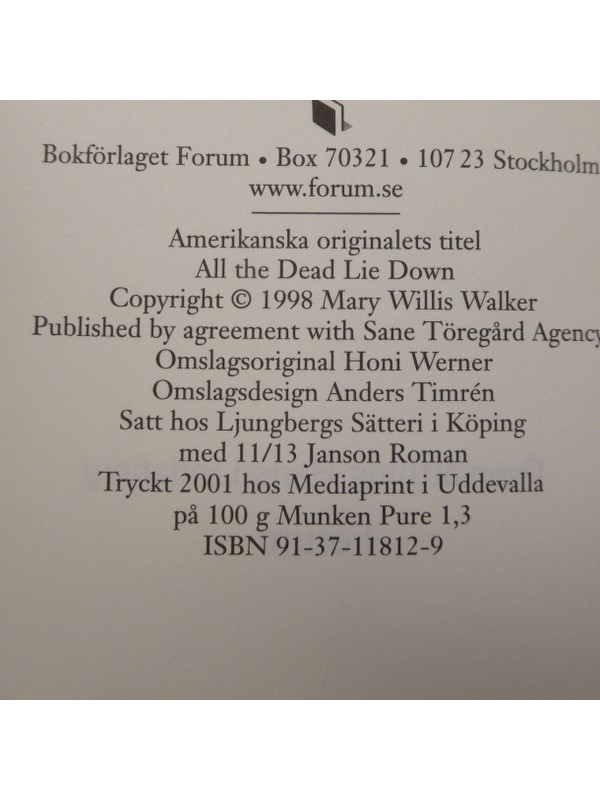 Bokförlaget Forum • Box 70321 • 107 23 Stockholm
www.forum.se
Amerikanska originalets titel
All the Dead Lie Down
Copyright © 1998 Mary Willis Walker
Published by agreement with Sane Töregård Agency
Omslagsoriginal Honi Werner
Omslagsdesign Anders Timrén
Satt hos Ljungbergs Sätteri i Köping
med 11/13 Janson Roman
Tryckt 2001 hos Mediaprint i Uddevalla
på 100 g Munken Pure 1,3
ISBN 91-37-11812-9